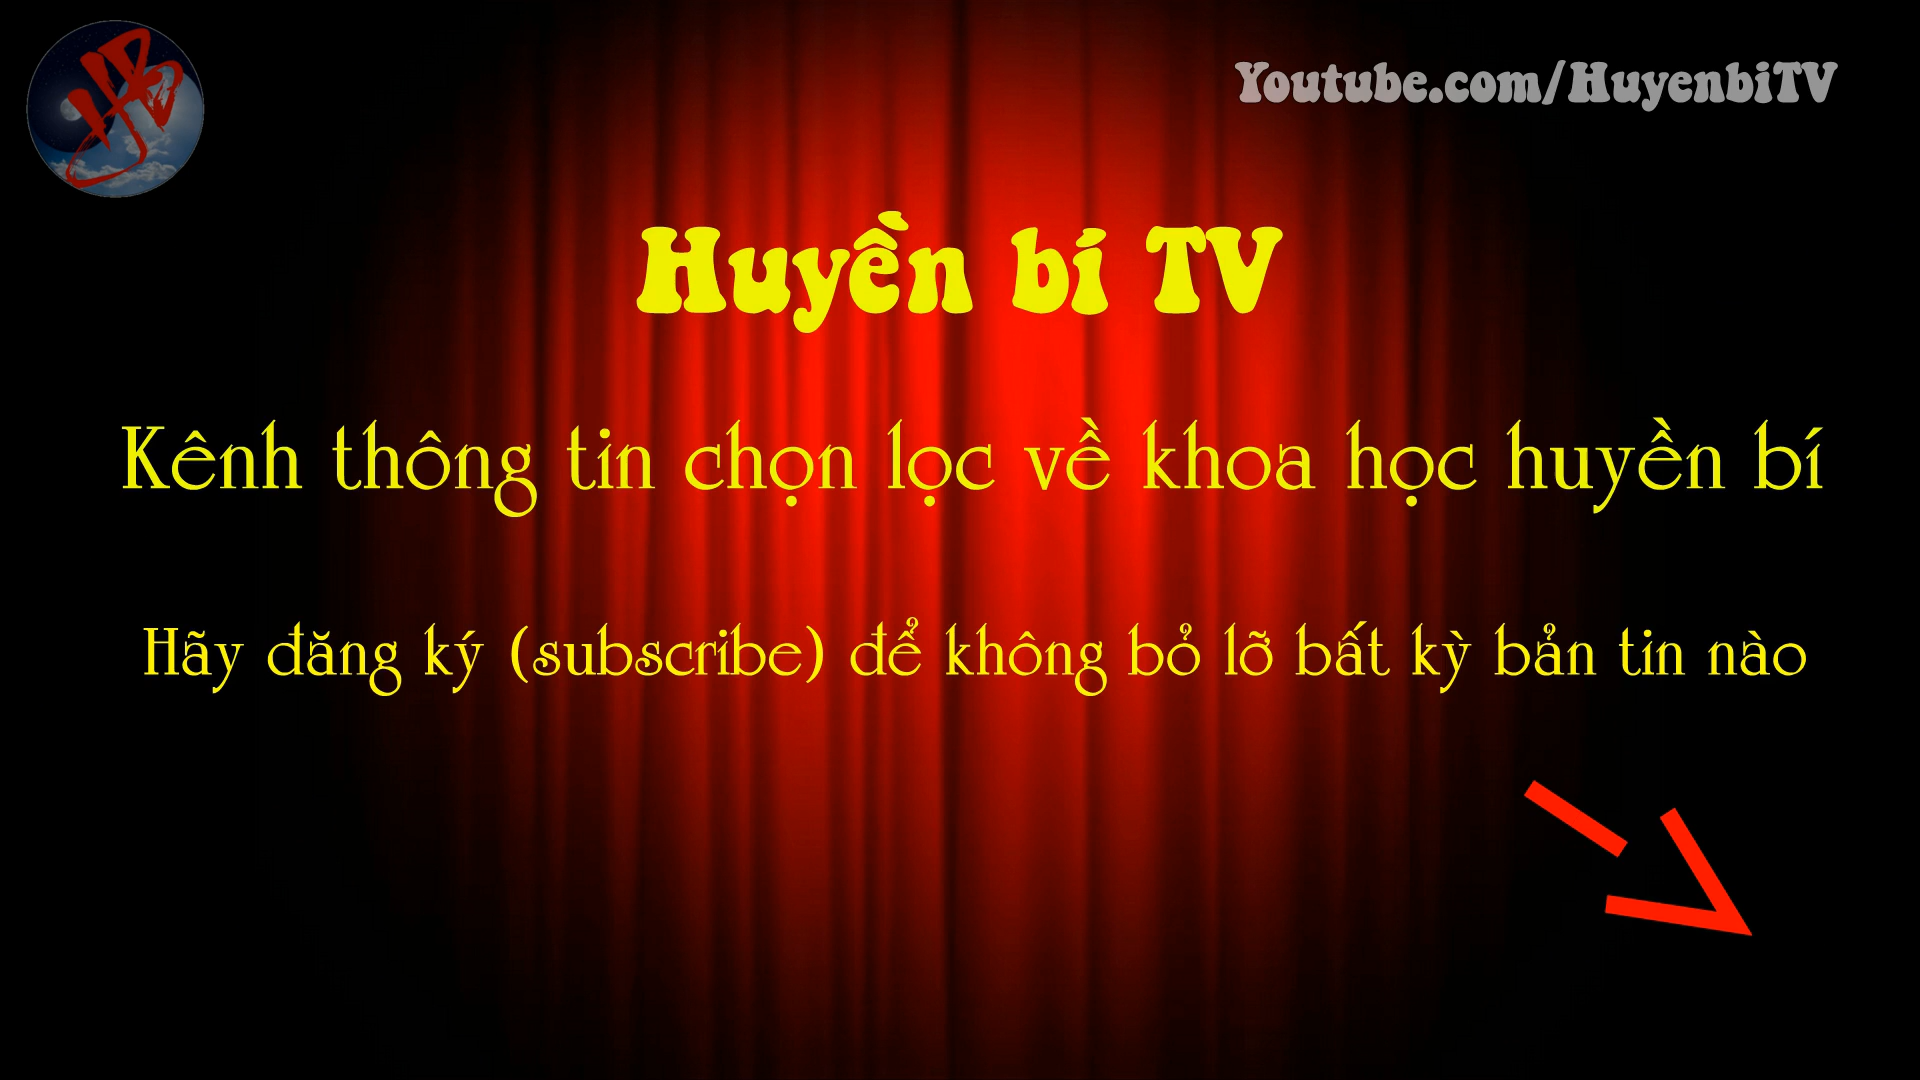 HB
Youtube.com/HuyenbiTV
Huyền bí TV
Kênh thông tin chọn lọc về khoa học huyền bí
Hãy đăng ký (subscribe) để không bỏ lỡ bất kỳ bản tin nào